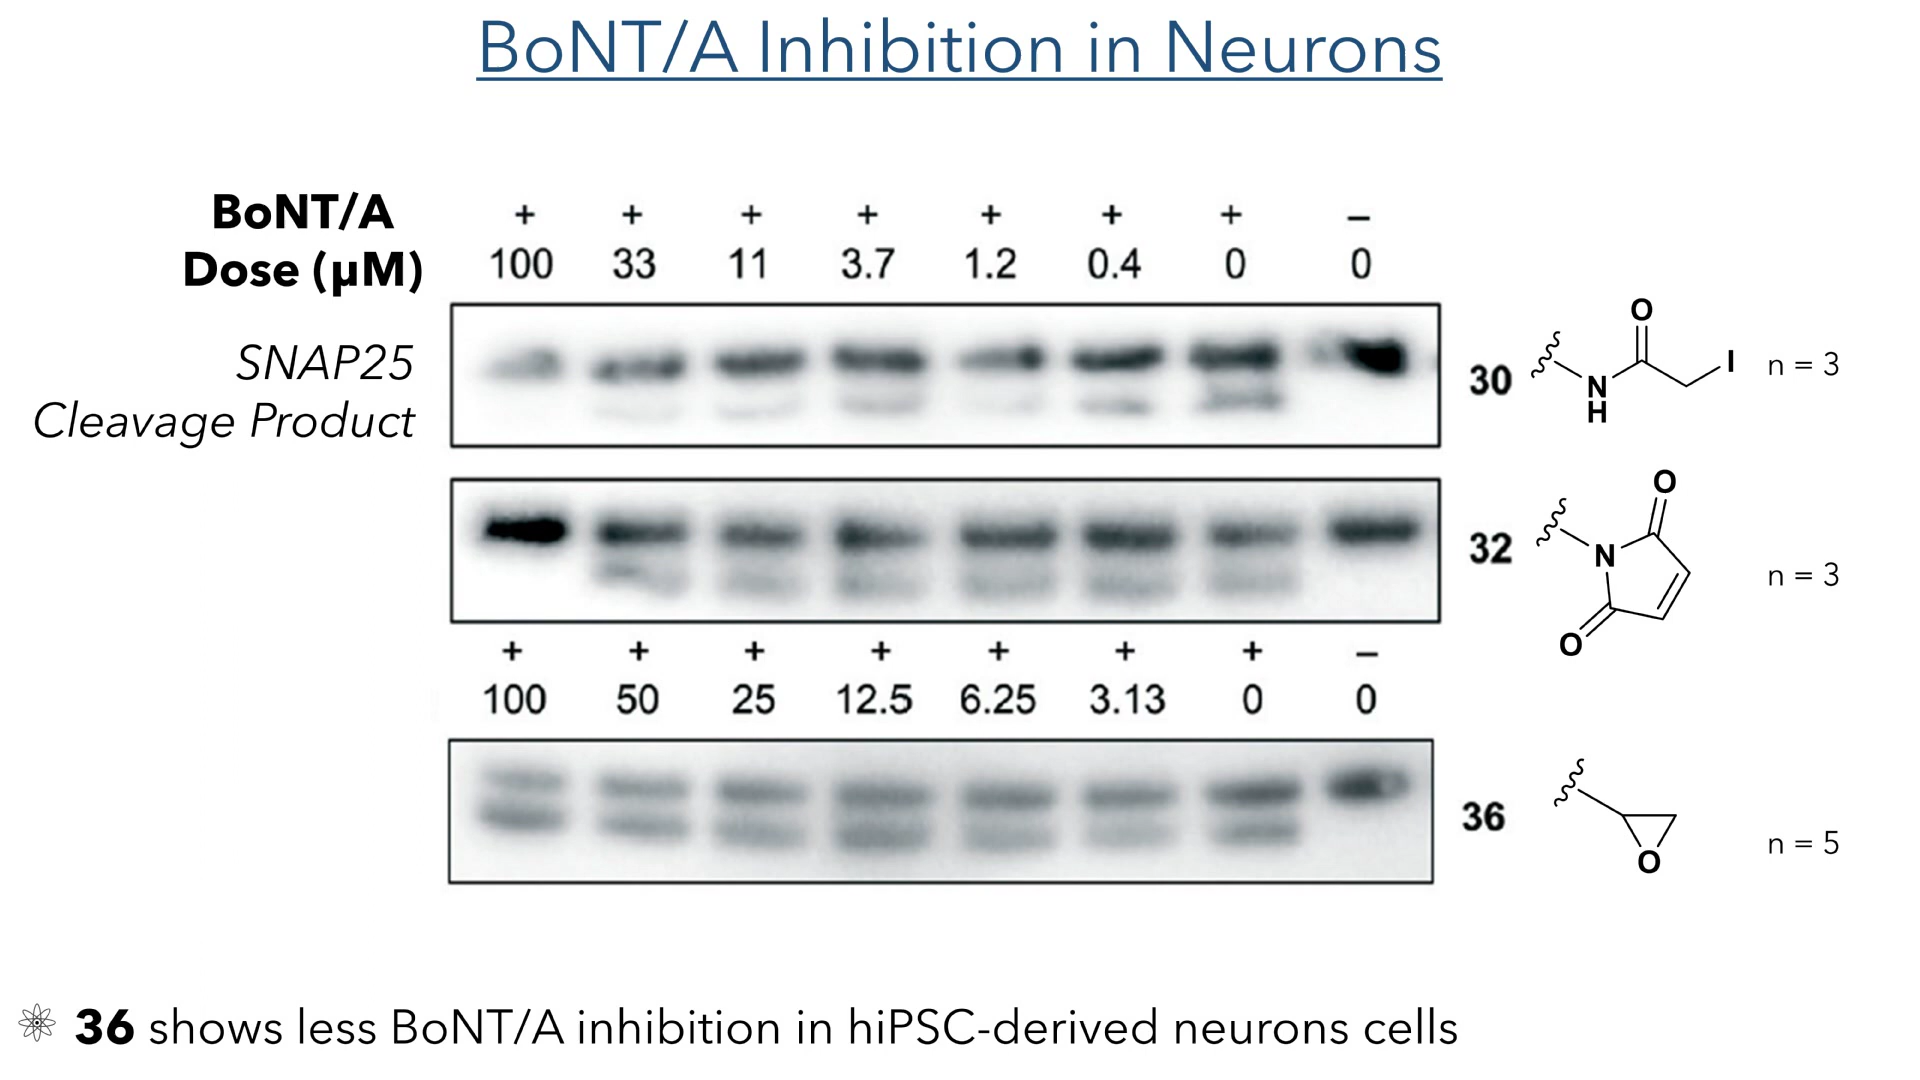 BoNT/A Inhibition in Neurons
BoNT/A + + + + + + + –
Dose (µM) 100 33 11 3.7 1.2 0.4 0 0
SNAP25
Cleavage Product
30 O N H I n = 3
32 O N O n = 3
+ + + + + + + –
100 50 25 12.5 6.25 3.13 0 0
36 O n = 5
36 shows less BoNT/A inhibition in hiPSC-derived neurons cells